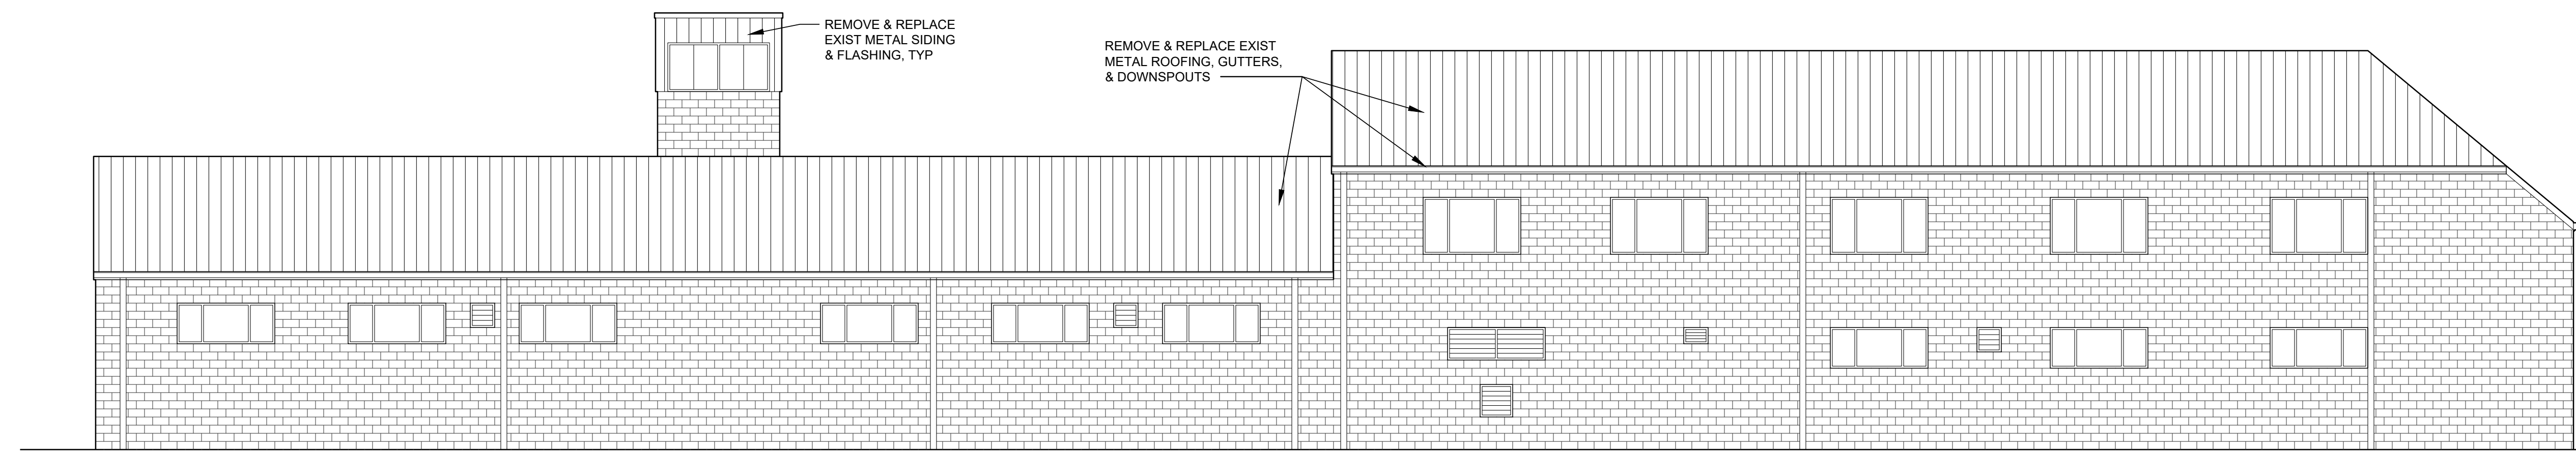 REMOVE & REPLACE
EXIST METAL SIDING
& FLASHING, TYP
REMOVE & REPLACE EXIST
METAL ROOFING, GUTTERS,
& DOWNSPOUTS